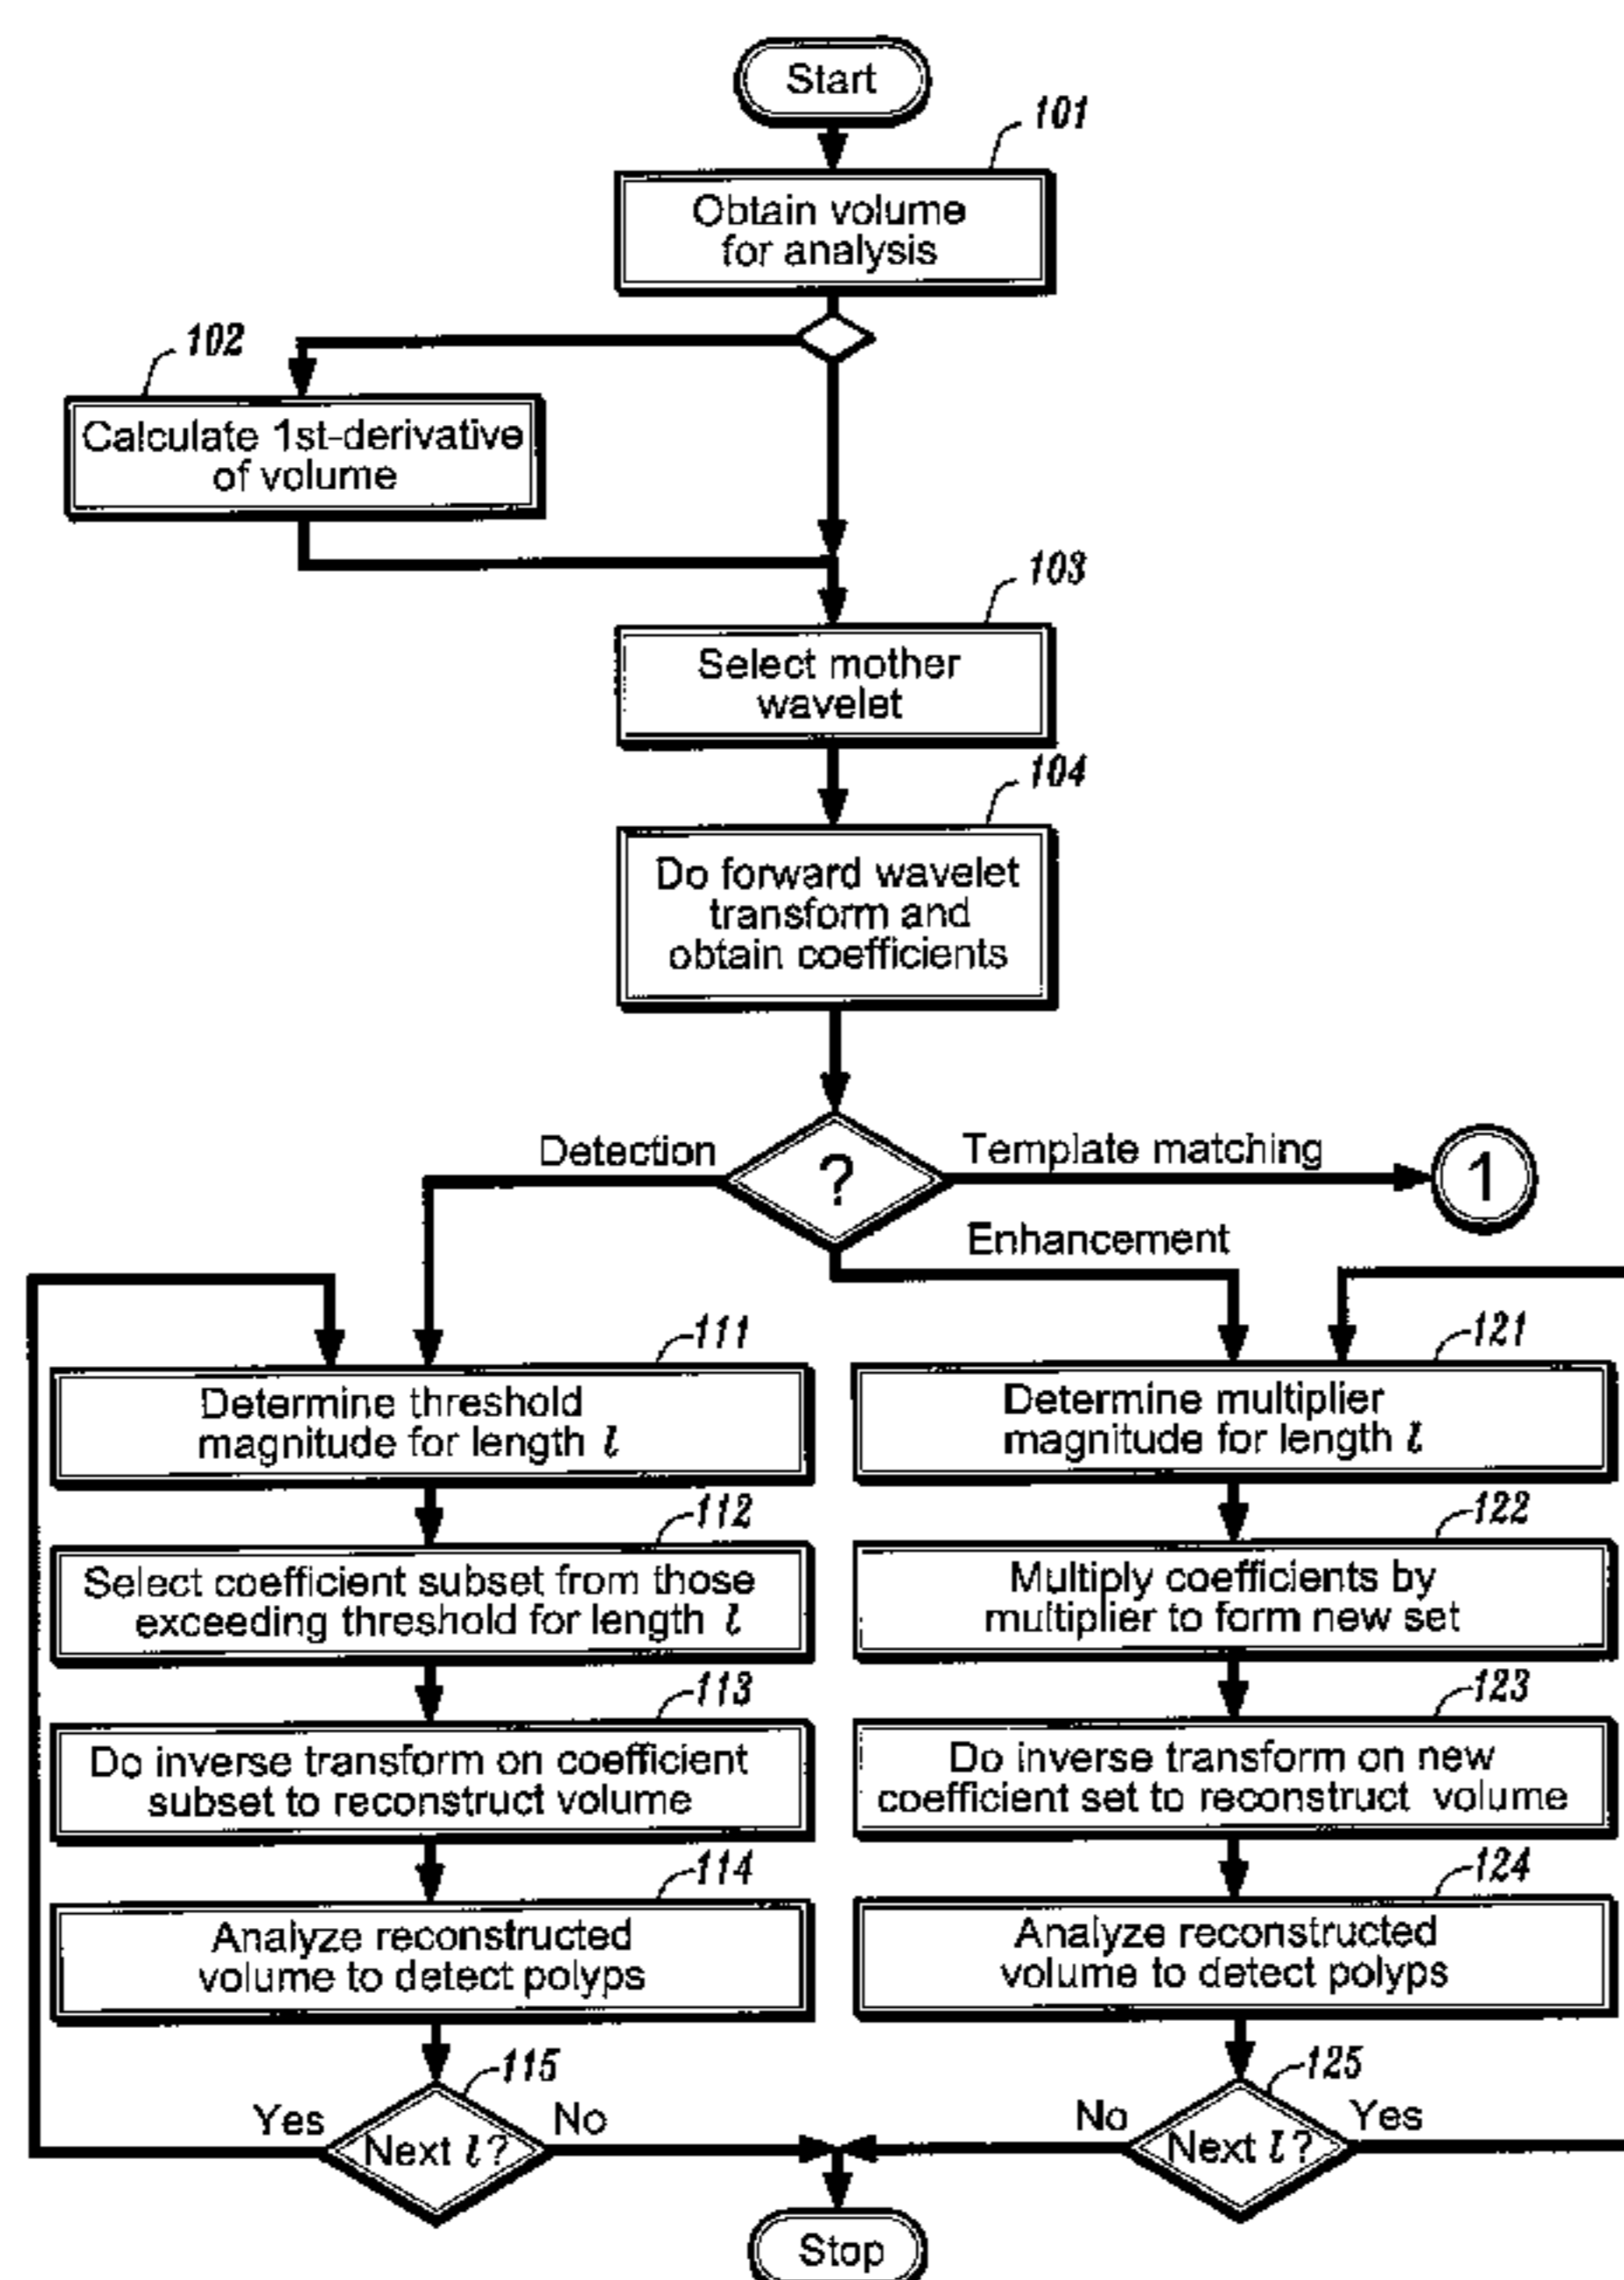 Start
101
Obtain volume
for analysis
102
Calculate 1st-derivative
of volume
103
Select mother
wavelet
104
Do forward wavelet
transform and
obtain coefficients
Detection
?
Template matching
1
Enhancement
111
Determine threshold
magnitude for length l
112
Select coefficient subset from those
exceeding threshold for length l
113
Do inverse transform on coefficient
subset to reconstruct volume
114
Analyze reconstructed
volume to detect polyps
115
Yes
Next l?
No
121
Determine multiplier
magnitude for length l
122
Multiply coefficients by
multiplier to form new set
123
Do inverse transform on new
coefficient set to reconstruct volume
124
Analyze reconstructed
volume to detect polyps
125
No
Next l?
Yes
Stop